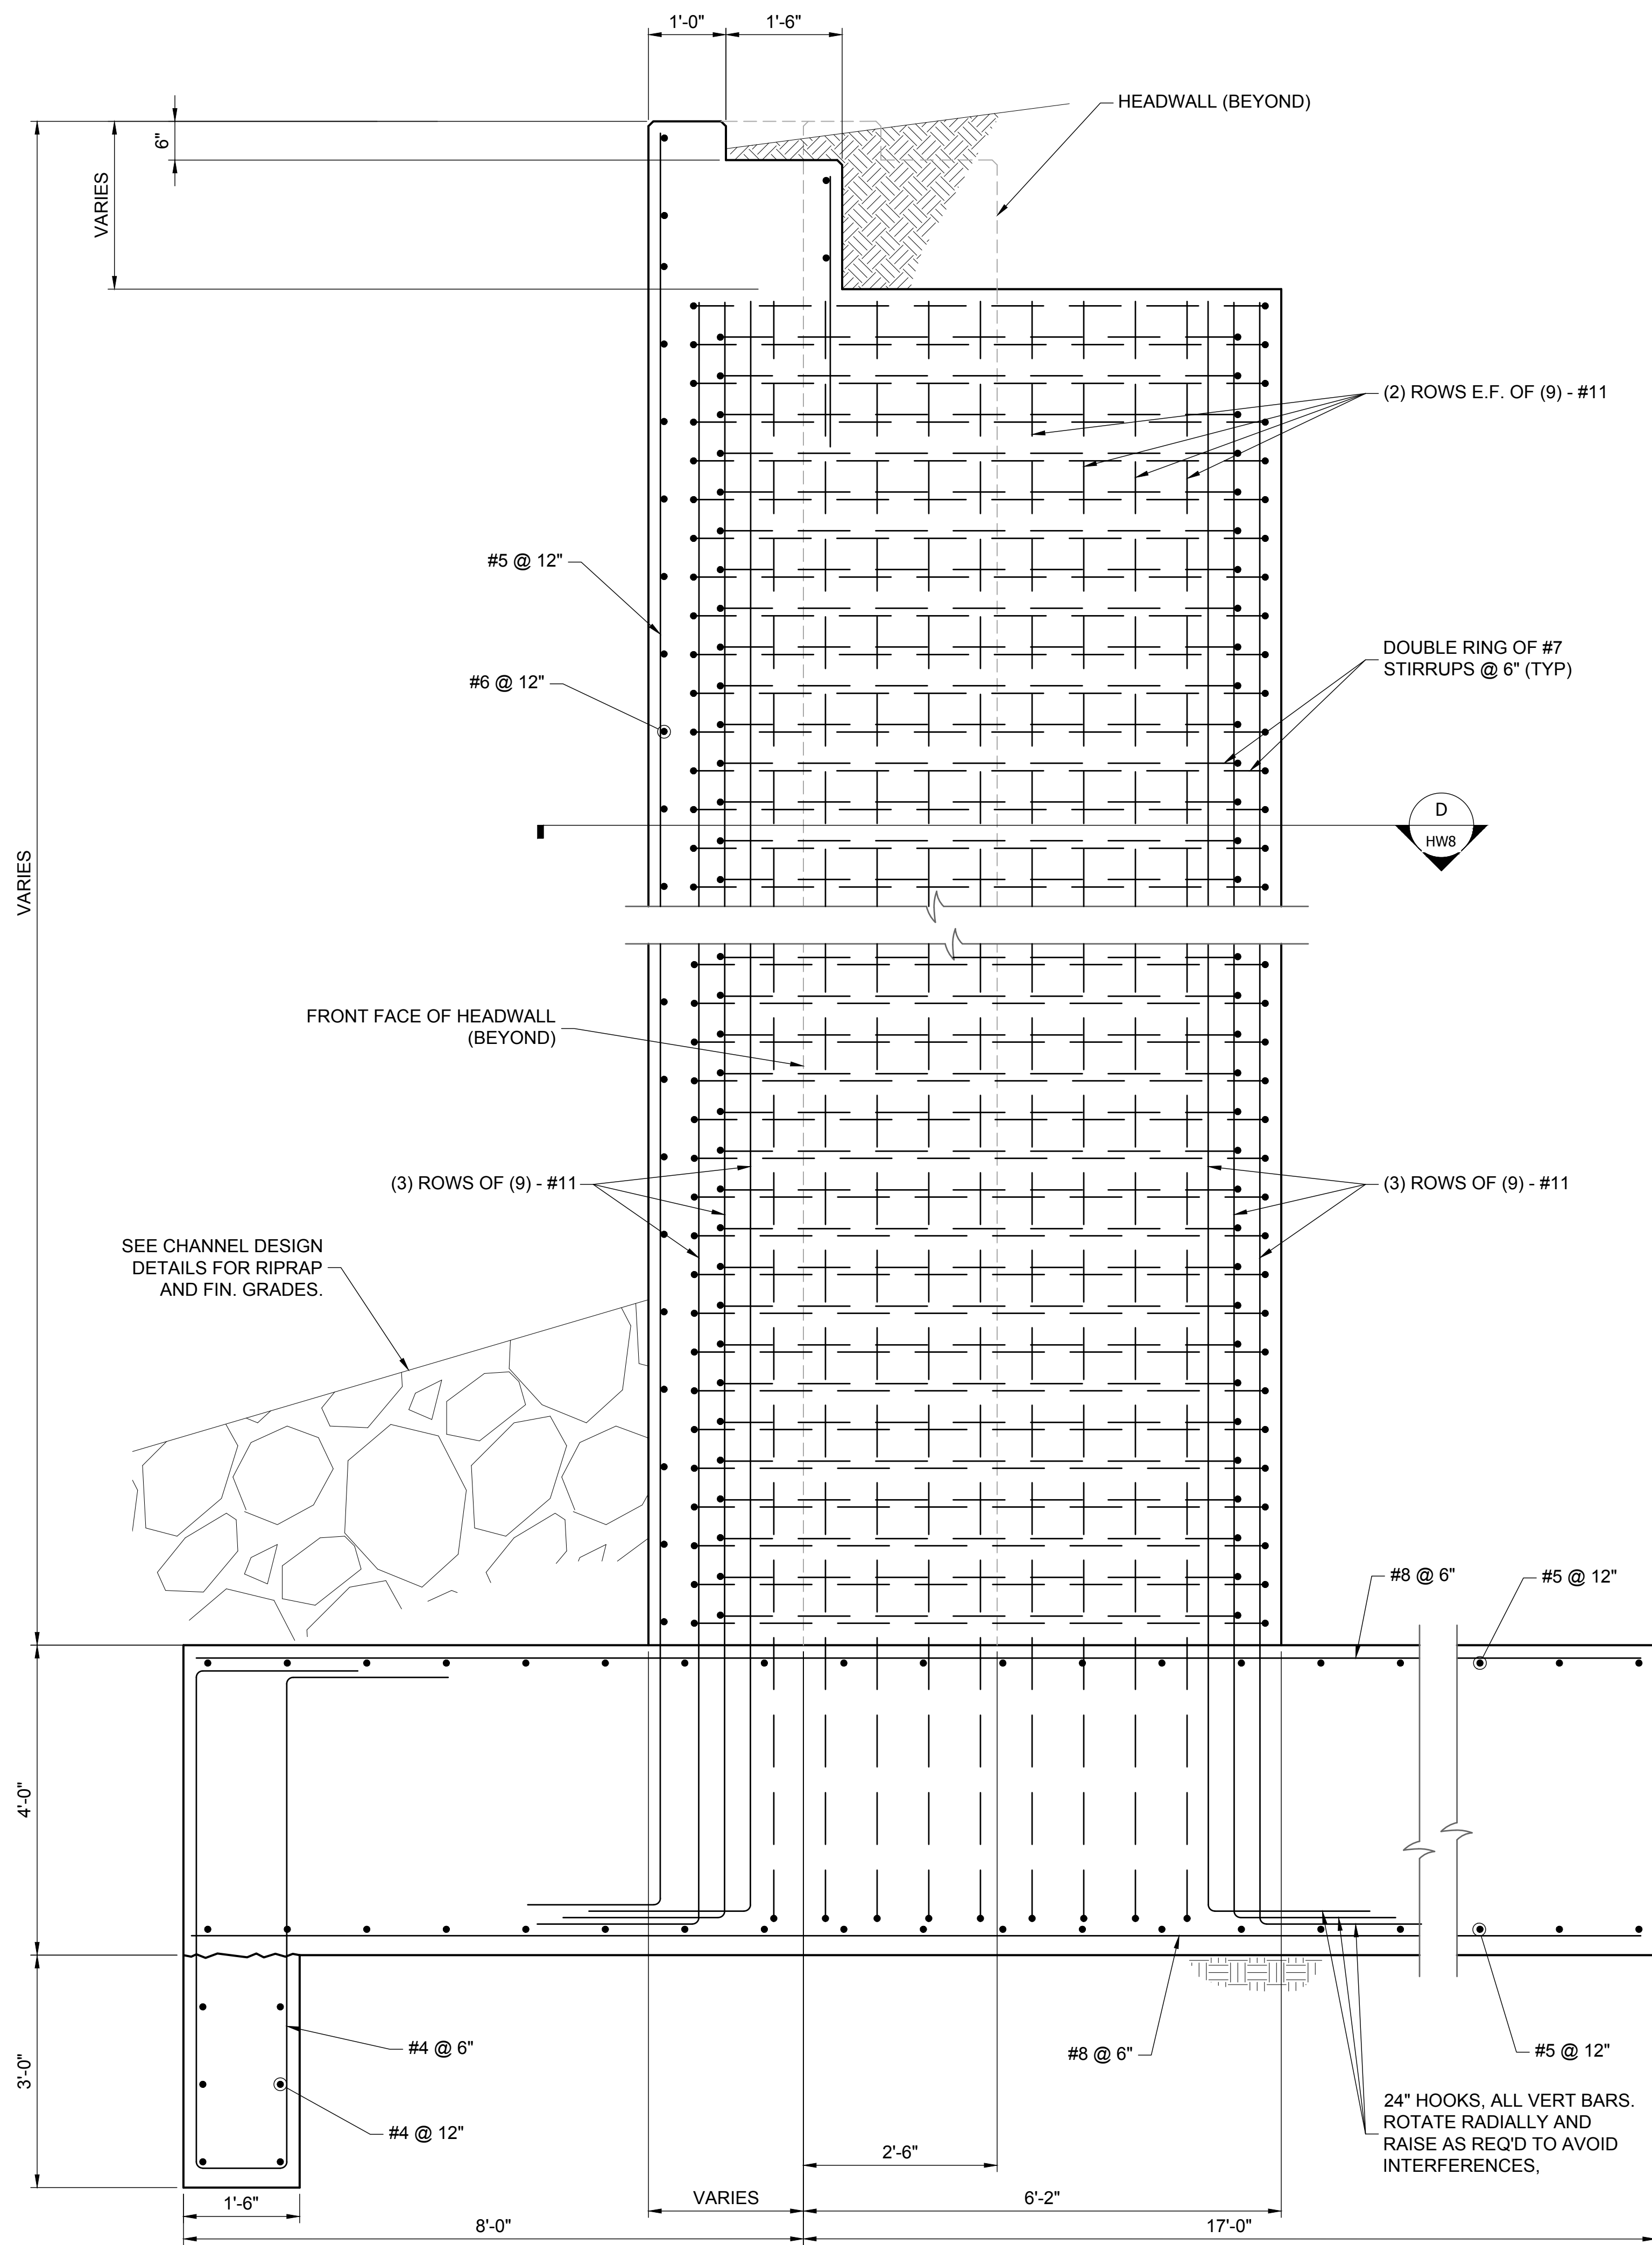 1'-0"
1'-6"
HEADWALL (BEYOND)
6"
VARIES
(2) ROWS E.F. OF (9) - #11
#5 @ 12"
DOUBLE RING OF #7
STIRRUPS @ 6" (TYP)
#6 @ 12"
D
HW8
VARIES
FRONT FACE OF HEADWALL
(BEYOND)
(3) ROWS OF (9) - #11
(3) ROWS OF (9) - #11
SEE CHANNEL DESIGN
DETAILS FOR RIPRAP
AND FIN. GRADES.
#8 @ 6"
#5 @ 12"
4'-0"
#4 @ 6"
#8 @ 6"
#5 @ 12"
3'-0"
#4 @ 12"
24" HOOKS, ALL VERT BARS.
ROTATE RADIALLY AND
RAISE AS REQ'D TO AVOID
INTERFERENCES,
2'-6"
1'-6"
VARIES
6'-2"
8'-0"
17'-0"